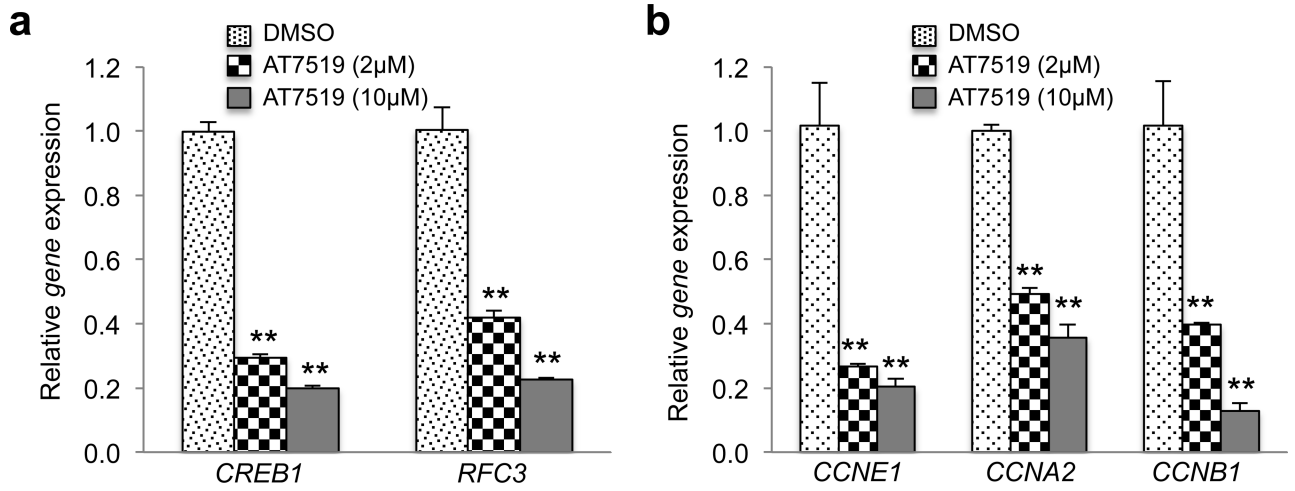 a
DMSO
AT7519 (2µM)
AT7519 (10µM)
Relative gene expression
1.2
1.0
0.8
0.6
0.4
0.2
0.0
** ** ** **
CREB1 RFC3
b
DMSO
AT7519 (2µM)
AT7519 (10µM)
Relative gene expression
1.2
1.0
0.8
0.6
0.4
0.2
0.0
** ** ** ** ** **
CCNE1 CCNA2 CCNB1